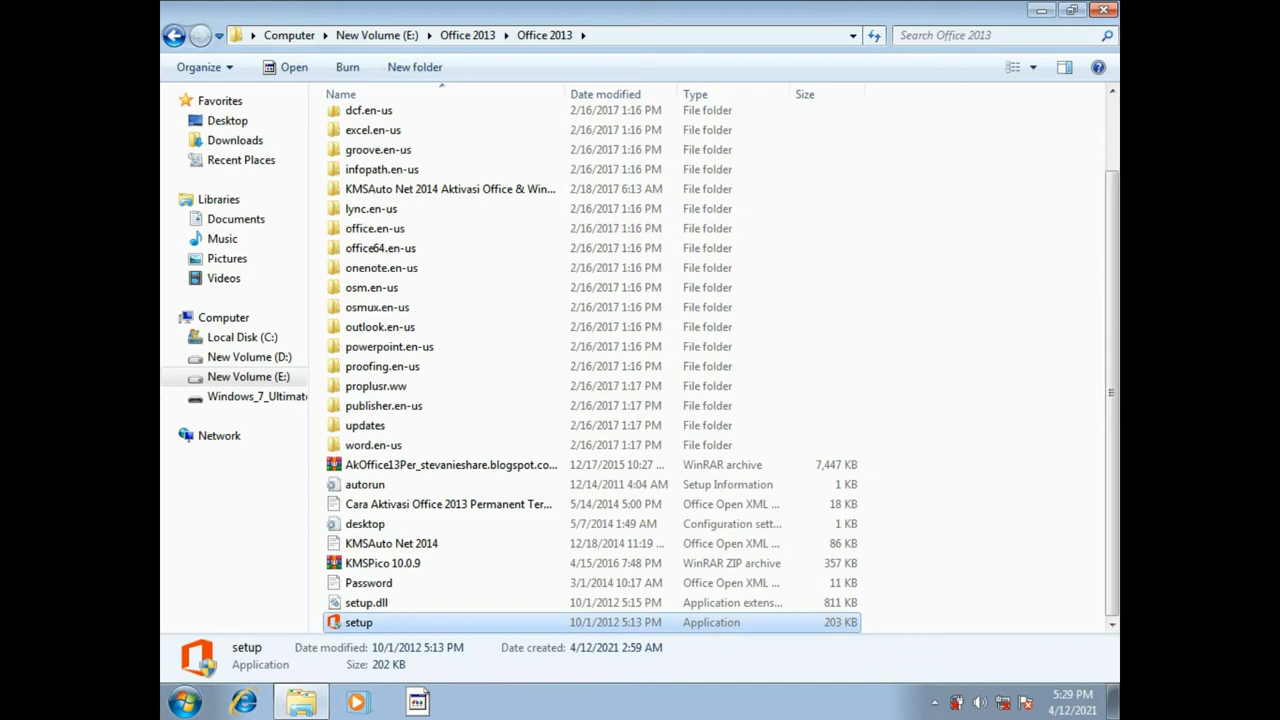 Computer New Volume (E:) Office 2013 Office 2013 Search Office 2013
Organize Open Burn New folder
Name Date modified Type Size
Favorites
Desktop
Downloads
Recent Places
Libraries
Documents
Music
Pictures
Videos
Computer
Local Disk (C:)
New Volume (D:)
New Volume (E:)
Windows_7_Ultimat
Network
dcf.en-us 2/16/2017 1:16 PM File folder
excel.en-us 2/16/2017 1:16 PM File folder
groove.en-us 2/16/2017 1:16 PM File folder
infopath.en-us 2/16/2017 1:16 PM File folder
KMSAuto Net 2014 Aktivasi Office & Win... 2/18/2017 6:13 AM File folder
lync.en-us 2/16/2017 1:16 PM File folder
office.en-us 2/16/2017 1:16 PM File folder
office64.en-us 2/16/2017 1:16 PM File folder
onenote.en-us 2/16/2017 1:16 PM File folder
osm.en-us 2/16/2017 1:16 PM File folder
osmux.en-us 2/16/2017 1:16 PM File folder
outlook.en-us 2/16/2017 1:16 PM File folder
powerpoint.en-us 2/16/2017 1:16 PM File folder
proofing.en-us 2/16/2017 1:16 PM File folder
proplusr.ww 2/16/2017 1:17 PM File folder
publisher.en-us 2/16/2017 1:17 PM File folder
updates 2/16/2017 1:17 PM File folder
word.en-us 2/16/2017 1:17 PM File folder
AkOffice13Per_stevanieshare.blogspot.co... 12/17/2015 10:27 ... WinRAR archive 7,447 KB
autorun 12/14/2011 4:04 AM Setup Information 1 KB
Cara Aktivasi Office 2013 Permanent Ter... 5/14/2014 5:00 PM Office Open XML ... 18 KB
desktop 5/7/2014 1:49 AM Configuration sett... 1 KB
KMSAuto Net 2014 12/18/2014 11:19 ... Office Open XML ... 86 KB
KMSPico 10.0.9 4/15/2016 7:48 PM WinRAR ZIP archive 357 KB
Password 3/1/2014 10:17 AM Office Open XML ... 11 KB
setup.dll 10/1/2012 5:15 PM Application extens... 811 KB
setup 10/1/2012 5:13 PM Application 203 KB
setup Date modified: 10/1/2012 5:13 PM Date created: 4/12/2021 2:59 AM
Application Size: 202 KB
5:29 PM
4/12/2021